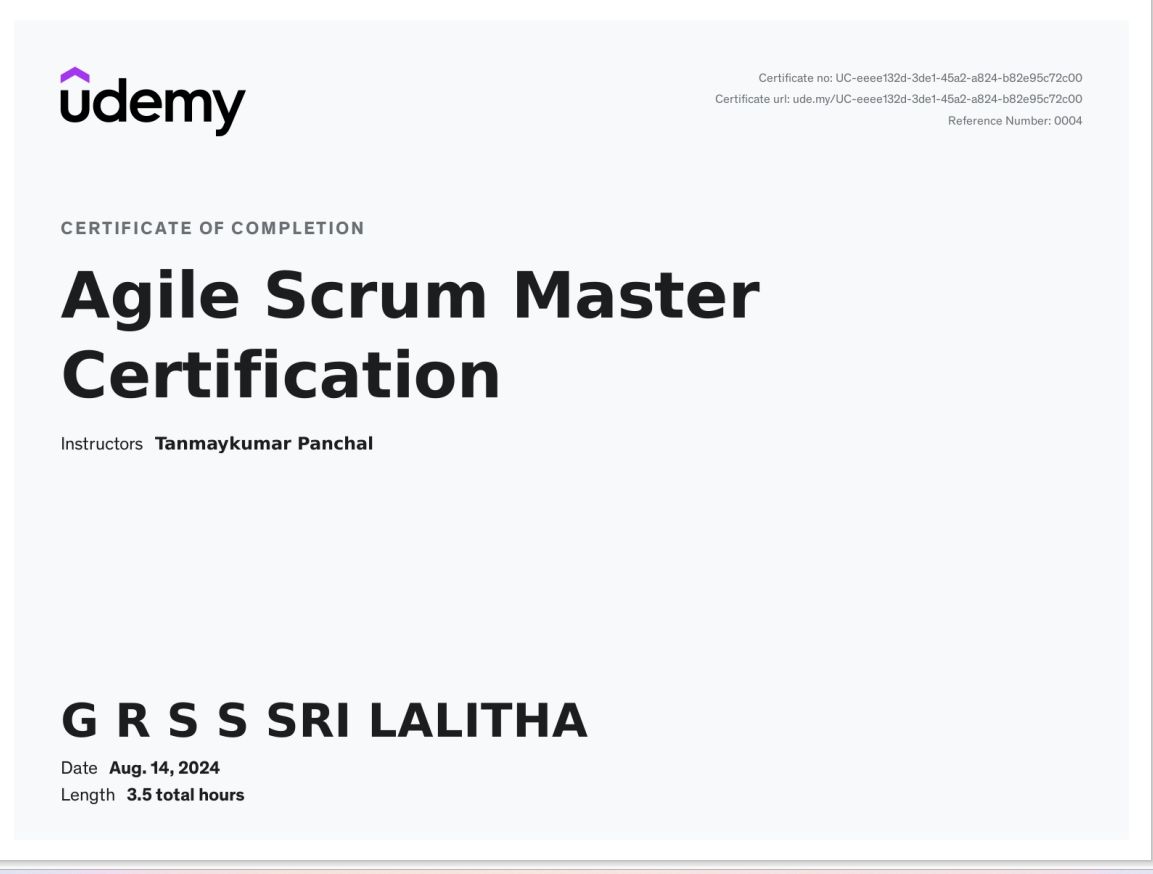 udemy
Certificate no: UC-eeee132d-3de1-45a2-a824-b82e95c72c00
Certificate url: ude.my/UC-eeee132d-3de1-45a2-a824-b82e95c72c00
Reference Number: 0004
CERTIFICATE OF COMPLETION
Agile Scrum Master
Certification
Instructors Tanmaykumar Panchal
G R S S SRI LALITHA
Date Aug. 14, 2024
Length 3.5 total hours